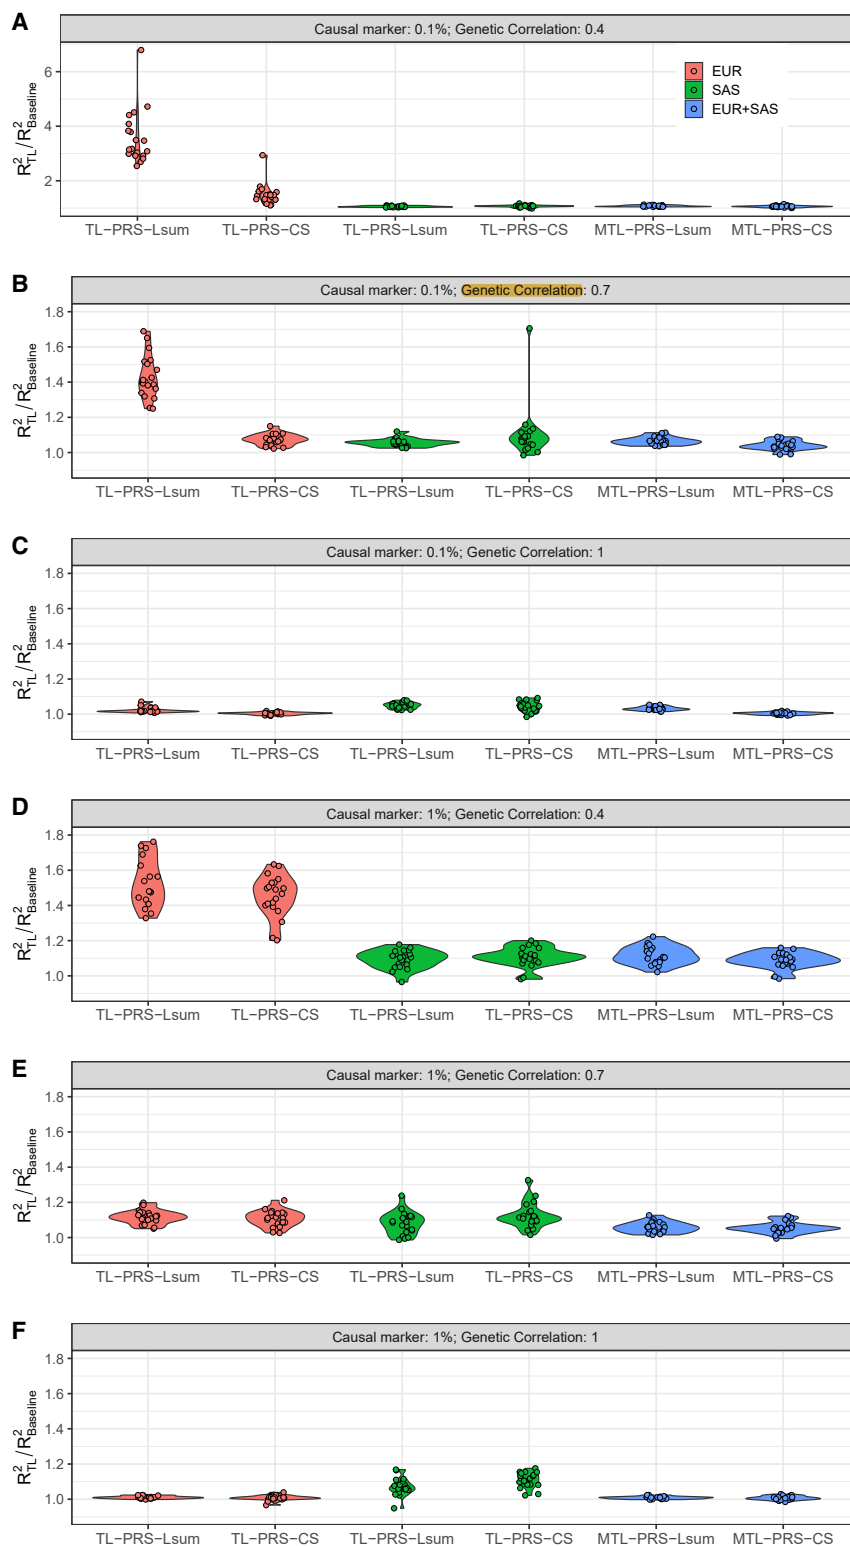 A
Causal marker: 0.1%; Genetic Correlation: 0.4
R²TL/R²Baseline
6
4
2
EUR
SAS
EUR+SAS
TL−PRS−Lsum TL−PRS−CS TL−PRS−Lsum TL−PRS−CS MTL−PRS−Lsum MTL−PRS−CS
B
Causal marker: 0.1%; Genetic Correlation: 0.7
R²TL/R²Baseline
1.8
1.6
1.4
1.2
1.0
TL−PRS−Lsum TL−PRS−CS TL−PRS−Lsum TL−PRS−CS MTL−PRS−Lsum MTL−PRS−CS
C
Causal marker: 0.1%; Genetic Correlation: 1
R²TL/R²Baseline
1.8
1.6
1.4
1.2
1.0
TL−PRS−Lsum TL−PRS−CS TL−PRS−Lsum TL−PRS−CS MTL−PRS−Lsum MTL−PRS−CS
D
Causal marker: 1%; Genetic Correlation: 0.4
R²TL/R²Baseline
1.8
1.6
1.4
1.2
1.0
TL−PRS−Lsum TL−PRS−CS TL−PRS−Lsum TL−PRS−CS MTL−PRS−Lsum MTL−PRS−CS
E
Causal marker: 1%; Genetic Correlation: 0.7
R²TL/R²Baseline
1.8
1.6
1.4
1.2
1.0
TL−PRS−Lsum TL−PRS−CS TL−PRS−Lsum TL−PRS−CS MTL−PRS−Lsum MTL−PRS−CS
F
Causal marker: 1%; Genetic Correlation: 1
R²TL/R²Baseline
1.8
1.6
1.4
1.2
1.0
TL−PRS−Lsum TL−PRS−CS TL−PRS−Lsum TL−PRS−CS MTL−PRS−Lsum MTL−PRS−CS